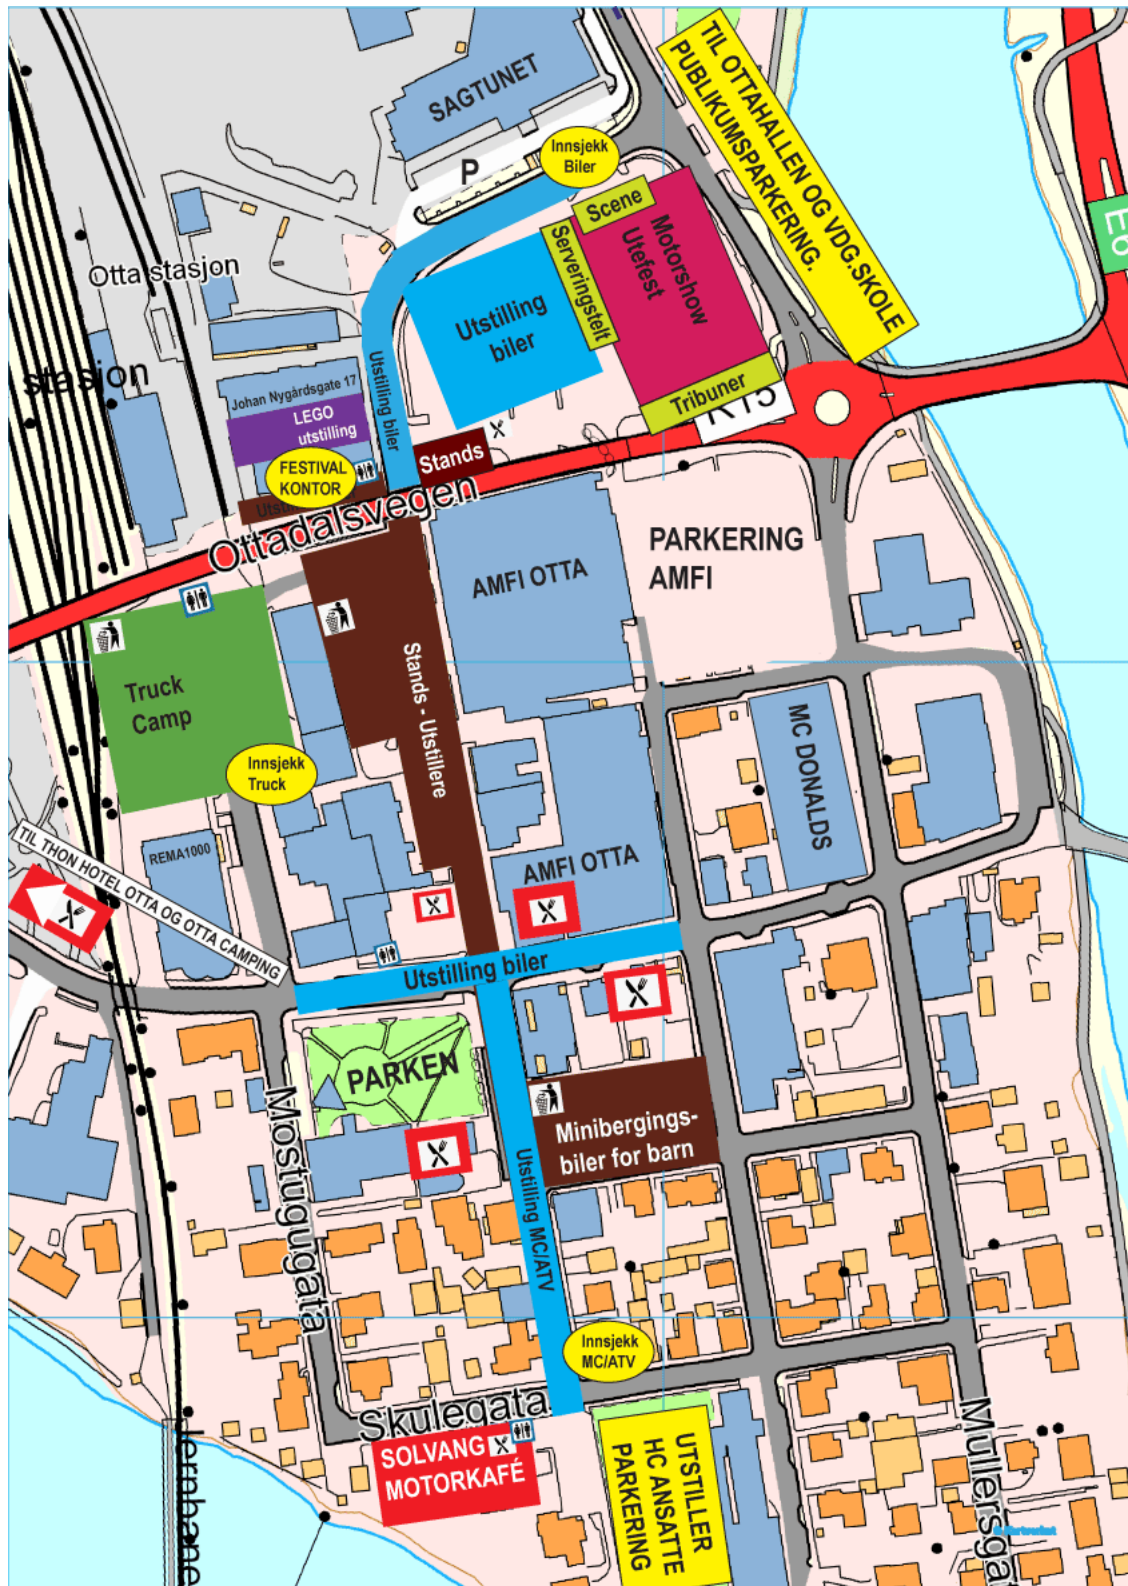 SAGTUNET
TIL OTTAHALLEN OG VDG.SKOLE
PUBLIKUMSPARKERING.
P
Innsjekk
Biler
Scene
Motorshow
Utefest
Serveringstelt
Tribuner
E6
Otta stasjon
stasjon
Utstilling
biler
Utstilling biler
Johan Nygårdsgate 17
LEGO
utstilling
FESTIVAL
KONTOR
Stands
Ottadalsvegen
AMFI OTTA
PARKERING
AMFI
Truck
Camp
Stands - Utstillere
Innsjekk
Truck
MC DONALDS
REMA1000
AMFI OTTA
TIL THON HOTEL OTTA OG OTTA CAMPING
Utstilling biler
PARKEN
Minibergings-
biler for barn
Mostugugata
Utstilling MC/ATV
Innsjekk
MC/ATV
Skulegata
SOLVANG
MOTORKAFÉ
UTSTILLER
HC ANSATTE
PARKERING
Jernbane
Mullersga